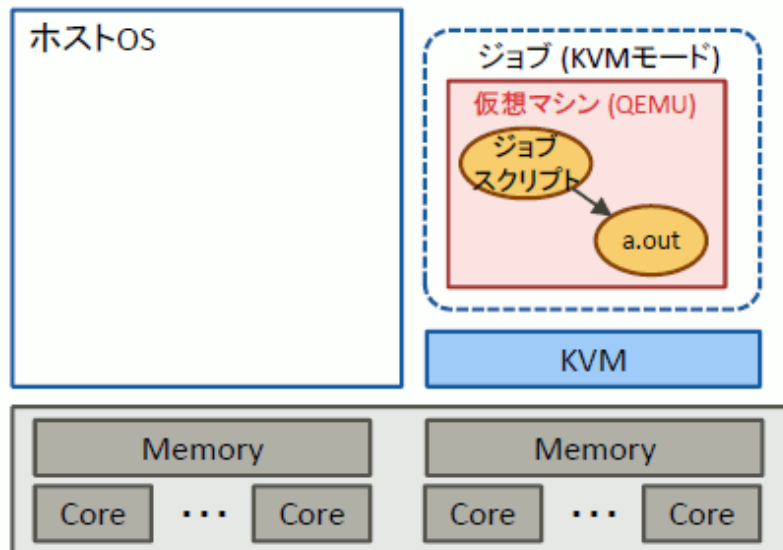 ホストOS
ジョブ (KVMモード)
仮想マシン (QEMU)
ジョブ
スクリプト
a.out
KVM
Memory
Memory
Core ••• Core
Core ••• Core